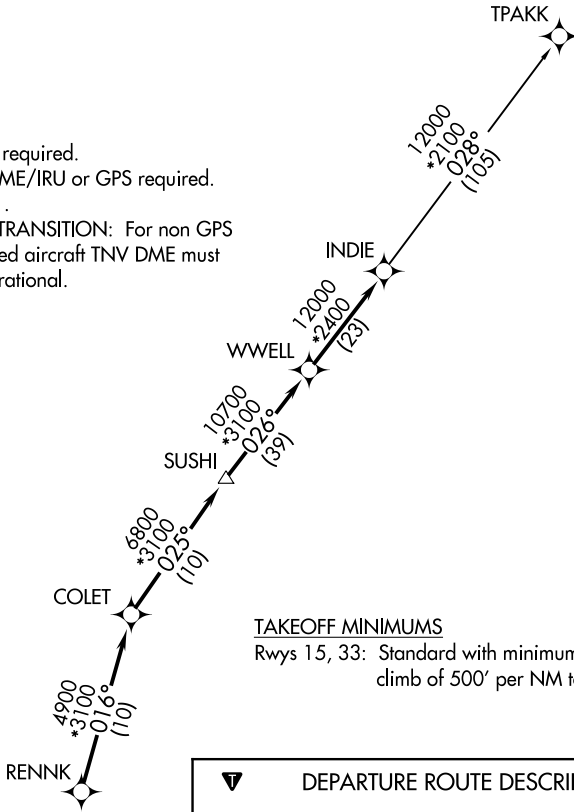 TPAKK
12000
*2100
028°
(105)
required.
ME/IRU or GPS required.
.
TRANSITION: For non GPS
ed aircraft TNV DME must
rational.
INDIE
12000
*2400
(23)
WWELL
10700
*3100
026°
(39)
SUSHI
6800
*3100
025°
(10)
COLET
TAKEOFF MINIMUMS
Rwys 15, 33: Standard with minimum
climb of 500' per NM to
4900
*3100
016°
(10)
RENNK
T DEPARTURE ROUTE DESCRI